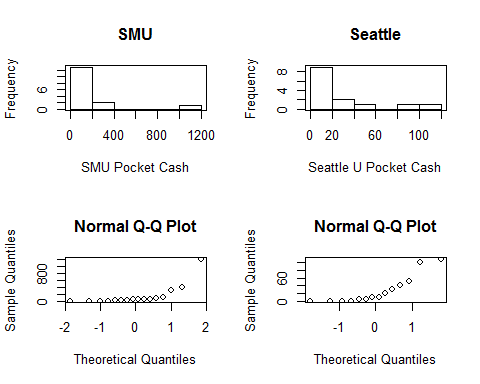 SMU
Frequency
6
0
0 400 800 1200
SMU Pocket Cash
Seattle
Frequency
8
4
0
0 20 60 100
Seattle U Pocket Cash
Normal Q-Q Plot
Sample Quantiles
800
0
-2 -1 0 1 2
Theoretical Quantiles
Normal Q-Q Plot
Sample Quantiles
60
0
-1 0 1
Theoretical Quantiles